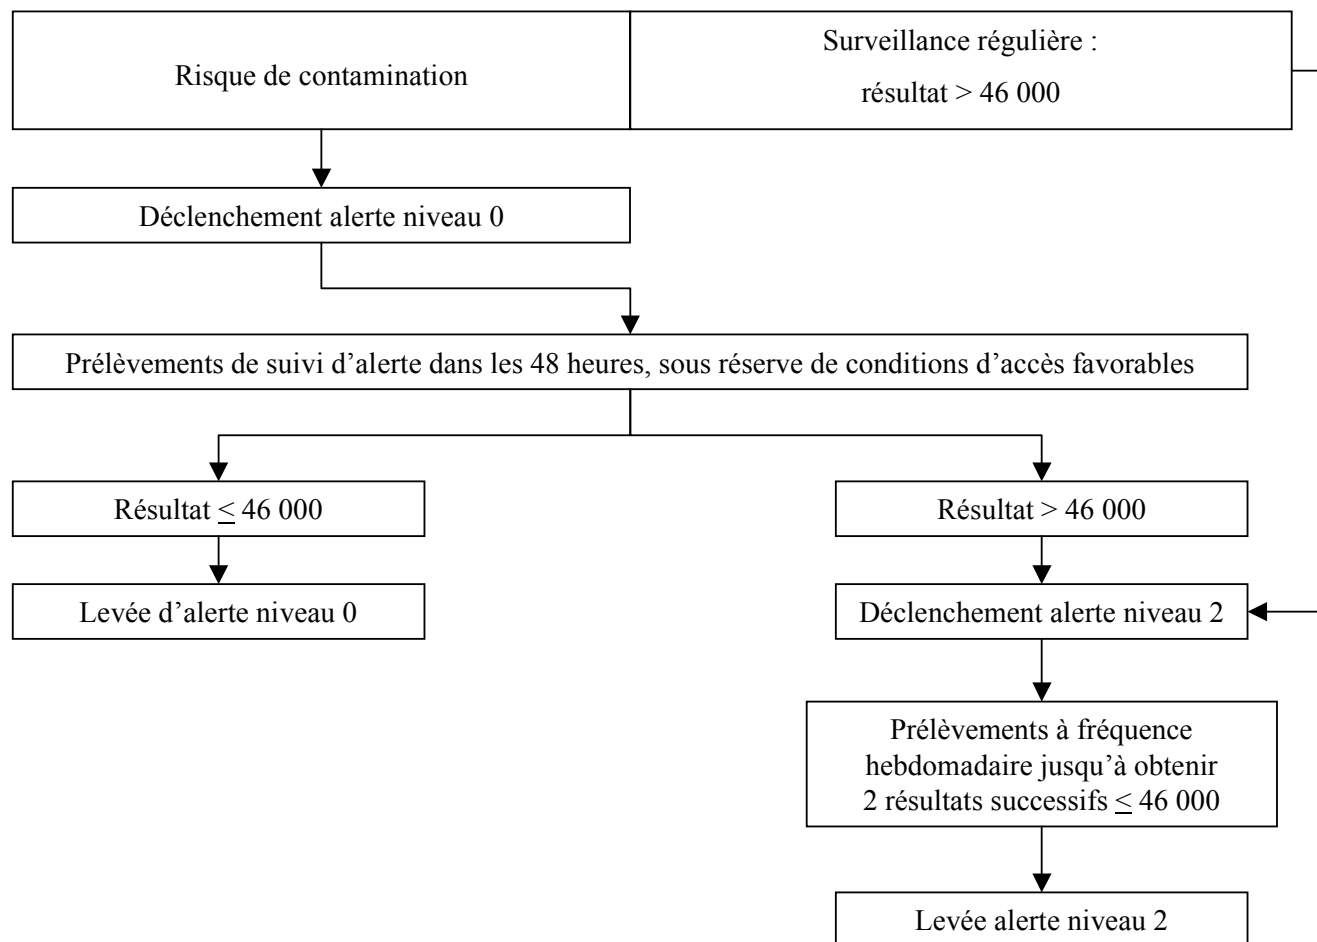 Risque de contamination
Surveillance régulière :
résultat > 46 000
Déclenchement alerte niveau 0
Prélèvements de suivi d’alerte dans les 48 heures, sous réserve de conditions d’accès favorables
Résultat ≤ 46 000
Résultat > 46 000
Levée d’alerte niveau 0
Déclenchement alerte niveau 2
Prélèvements à fréquence
hebdomadaire jusqu’à obtenir
2 résultats successifs ≤ 46 000
Levée alerte niveau 2